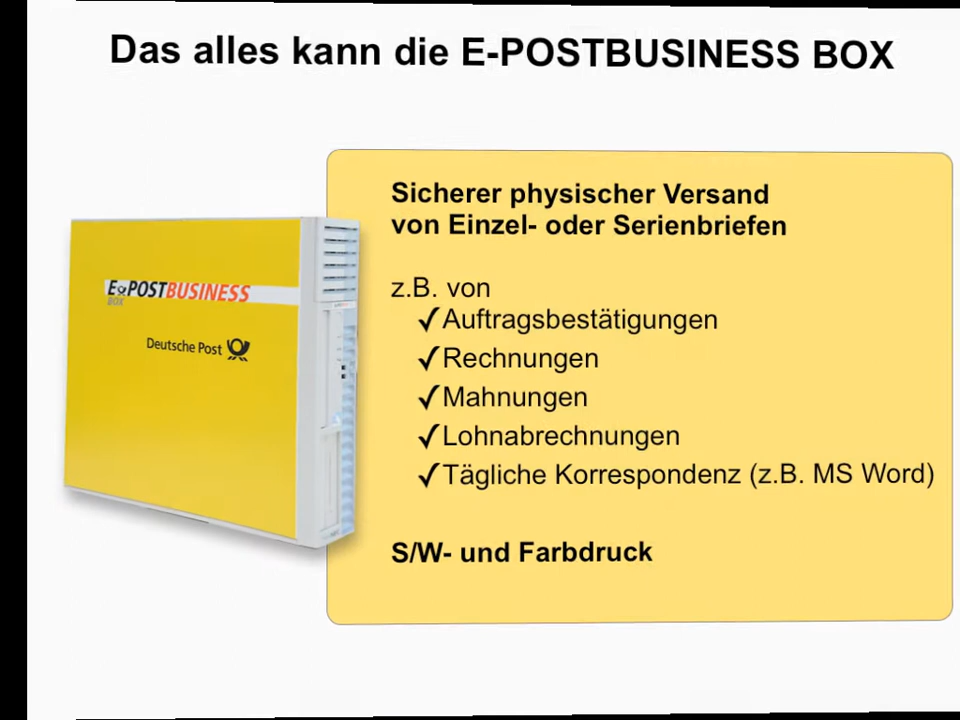 Das alles kann die E-POSTBUSINESS BOX
Sicherer physischer Versand
von Einzel- oder Serienbriefen
z.B. von
✓Auftragsbestätigungen
✓Rechnungen
✓Mahnungen
✓Lohnabrechnungen
✓Tägliche Korrespondenz (z.B. MS Word)
S/W- und Farbdruck
E-POSTBUSINESS
BOX
Deutsche Post